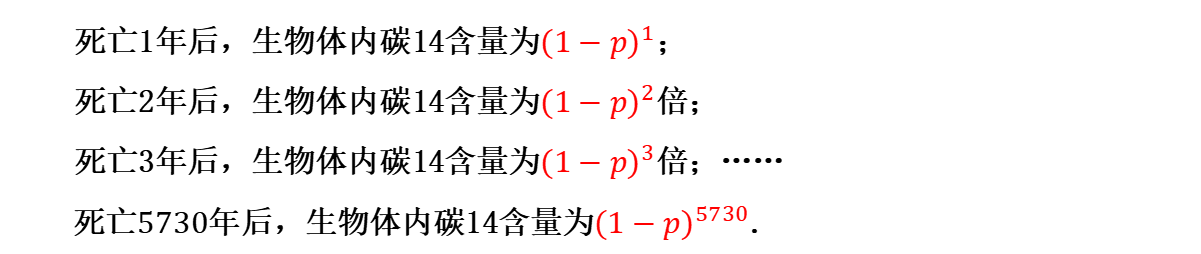 死亡1年后，生物体内碳14含量为(1 − p)¹；
死亡2年后，生物体内碳14含量为(1 − p)²倍；
死亡3年后，生物体内碳14含量为(1 − p)³倍；……
死亡5730年后，生物体内碳14含量为(1 − p)⁵⁷³⁰．